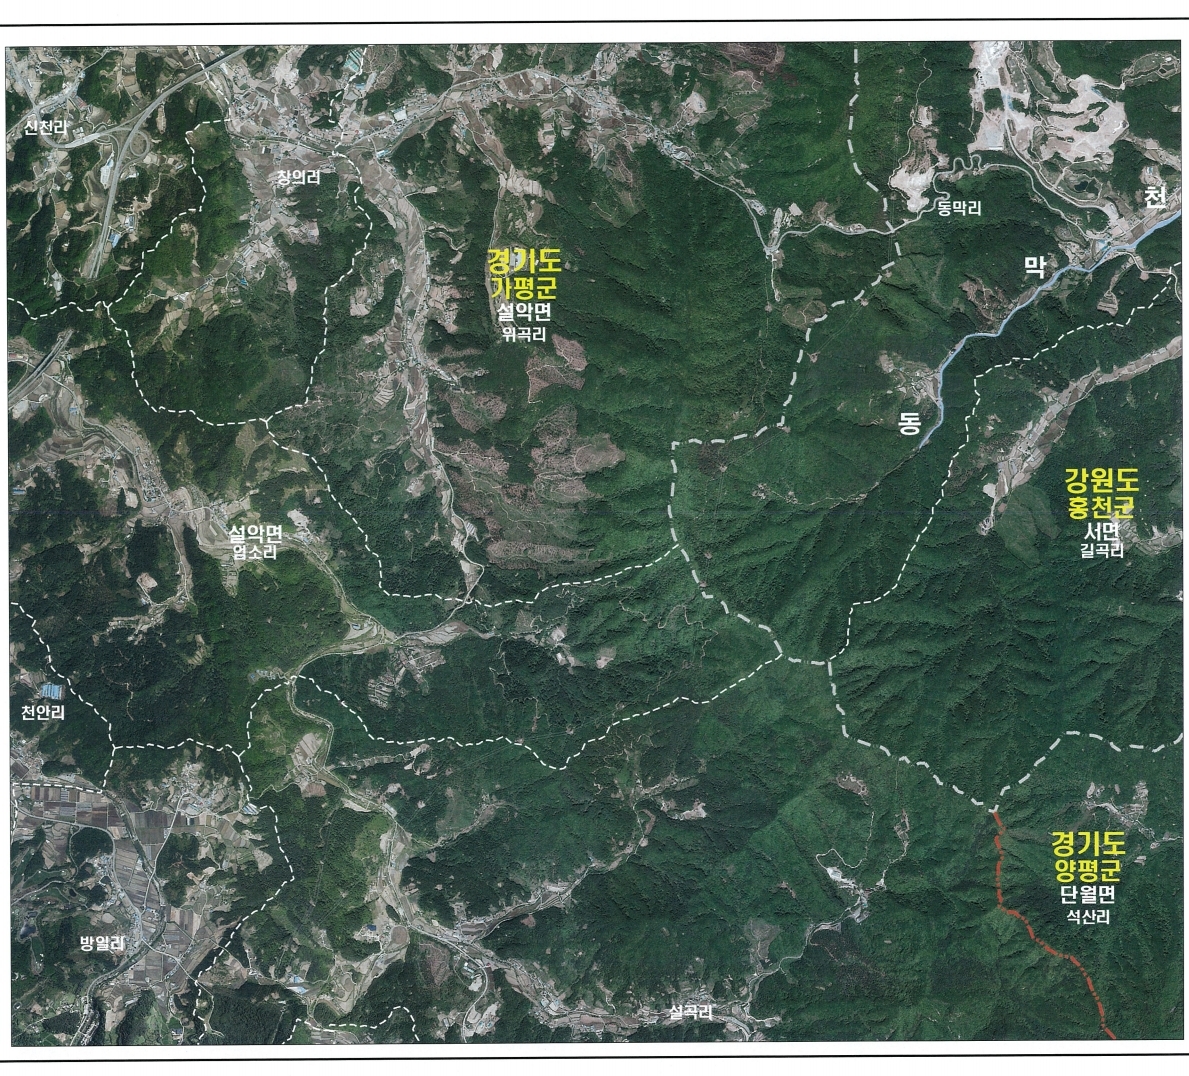 신천리
창의리
동막리
천
막
동
경기도
가평군
설악면
위곡리
강원도
홍천군
서면
길곡리
설악면
엄소리
천안리
방일리
설곡리
경기도
양평군
단월면
석산리